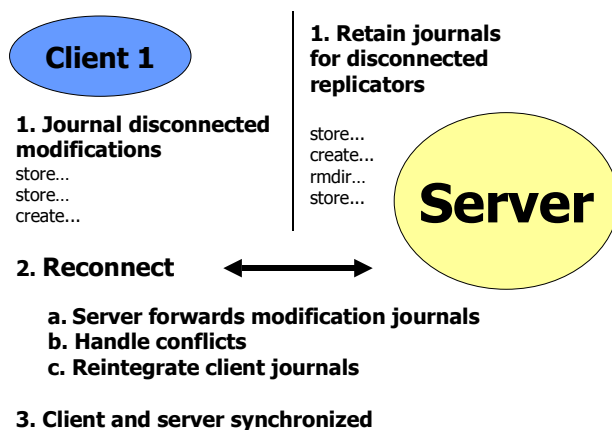 Client 1
1. Journal disconnected
modifications
store...
store...
create...
1. Retain journals
for disconnected
replicators
store...
create...
rmdir...
store...
Server
2. Reconnect
a. Server forwards modification journals
b. Handle conflicts
c. Reintegrate client journals
3. Client and server synchronized